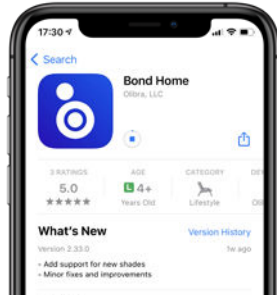 17:30
Search
Bond Home
Olibra, LLC
3 RATINGS
5.0
AGE
4+
Years Old
CATEGORY
Lifestyle
What's New
Version History
Version 2.33.0
1w ago
- Add support for new shades
- Minor fixes and improvements